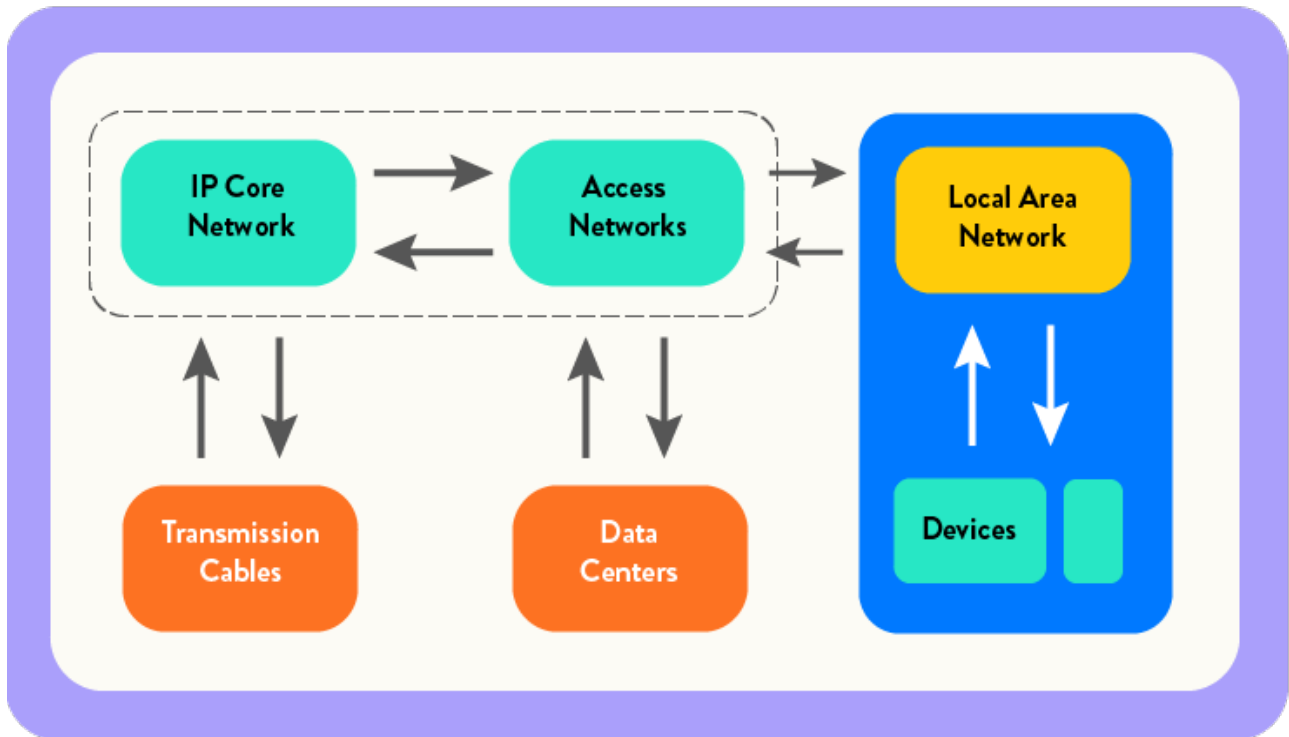 IP Core
Network
Access
Networks
Local Area
Network
Transmission
Cables
Data
Centers
Devices